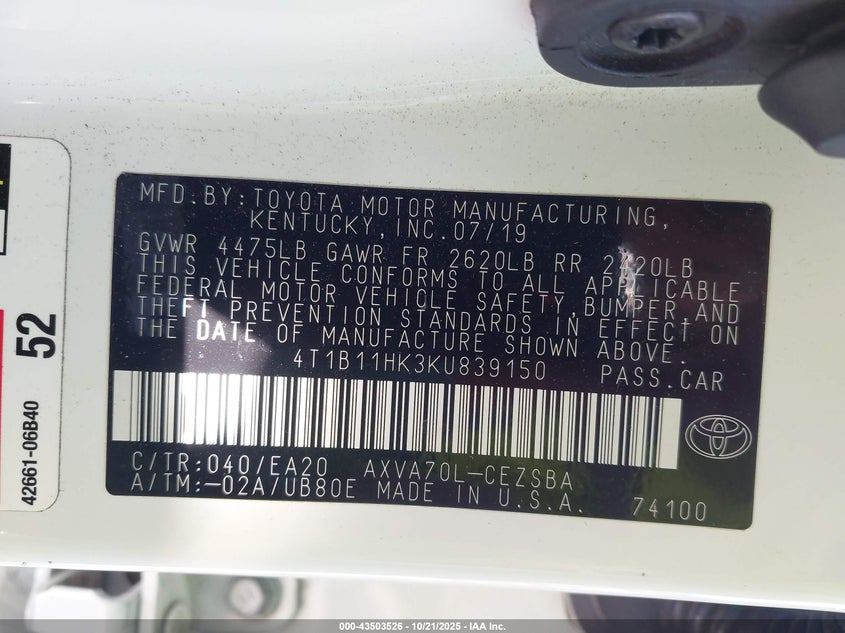 MFD.BY:TOYOTA MOTOR MANUFACTURING,
KENTUCKY,INC.07/19
GVWR 4475LB GAWR FR 2620LB RR 2420LB
THIS VEHICLE CONFORMS TO ALL APPLICABLE
FEDERAL MOTOR VEHICLE SAFETY,BUMPER,AND
THEFT PREVENTION STANDARDS IN EFFECT ON
THE DATE OF MANUFACTURE SHOWN ABOVE.
4T1B11HK3KU839150 PASS.CAR
C/TR:040/EA20 AXVA70L-CEZSBA
A/TM:-02A/UB80E MADE IN U.S.A. 74100
52
42661-06B40
000-43503526 - 10/21/2025 - IAA Inc.